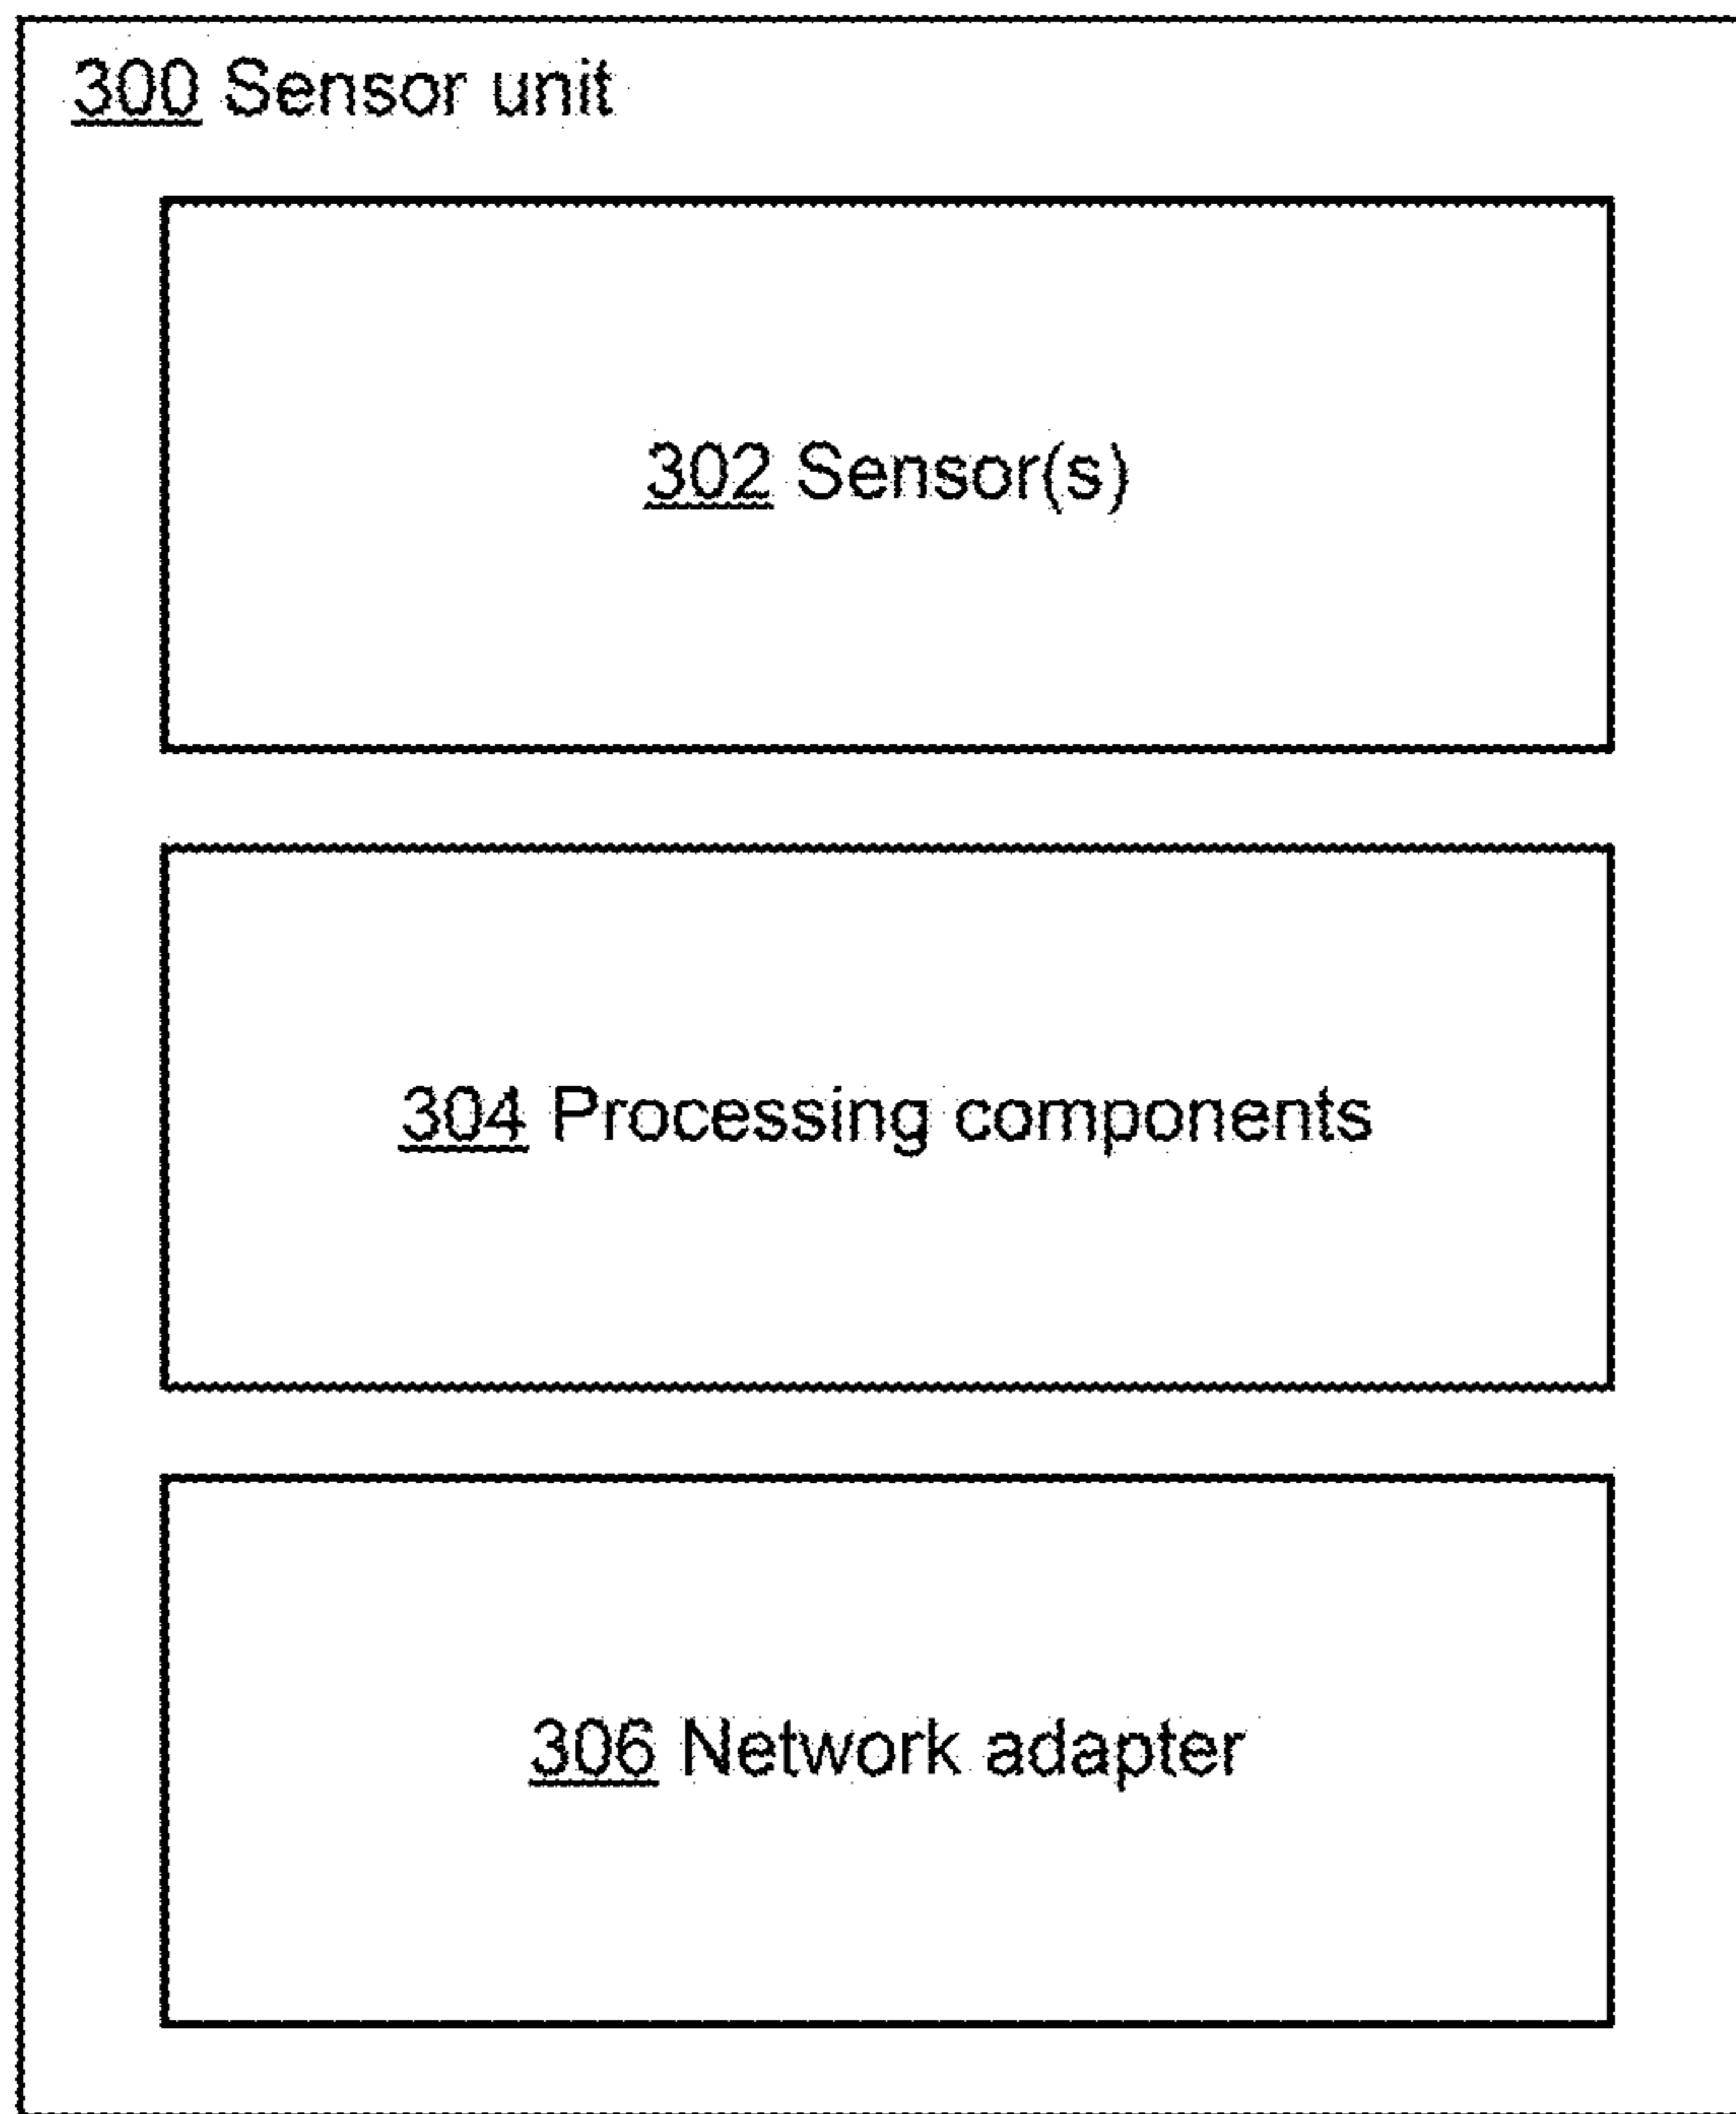 300 Sensor unit
302 Sensor(s)
304 Processing components
306 Network adapter